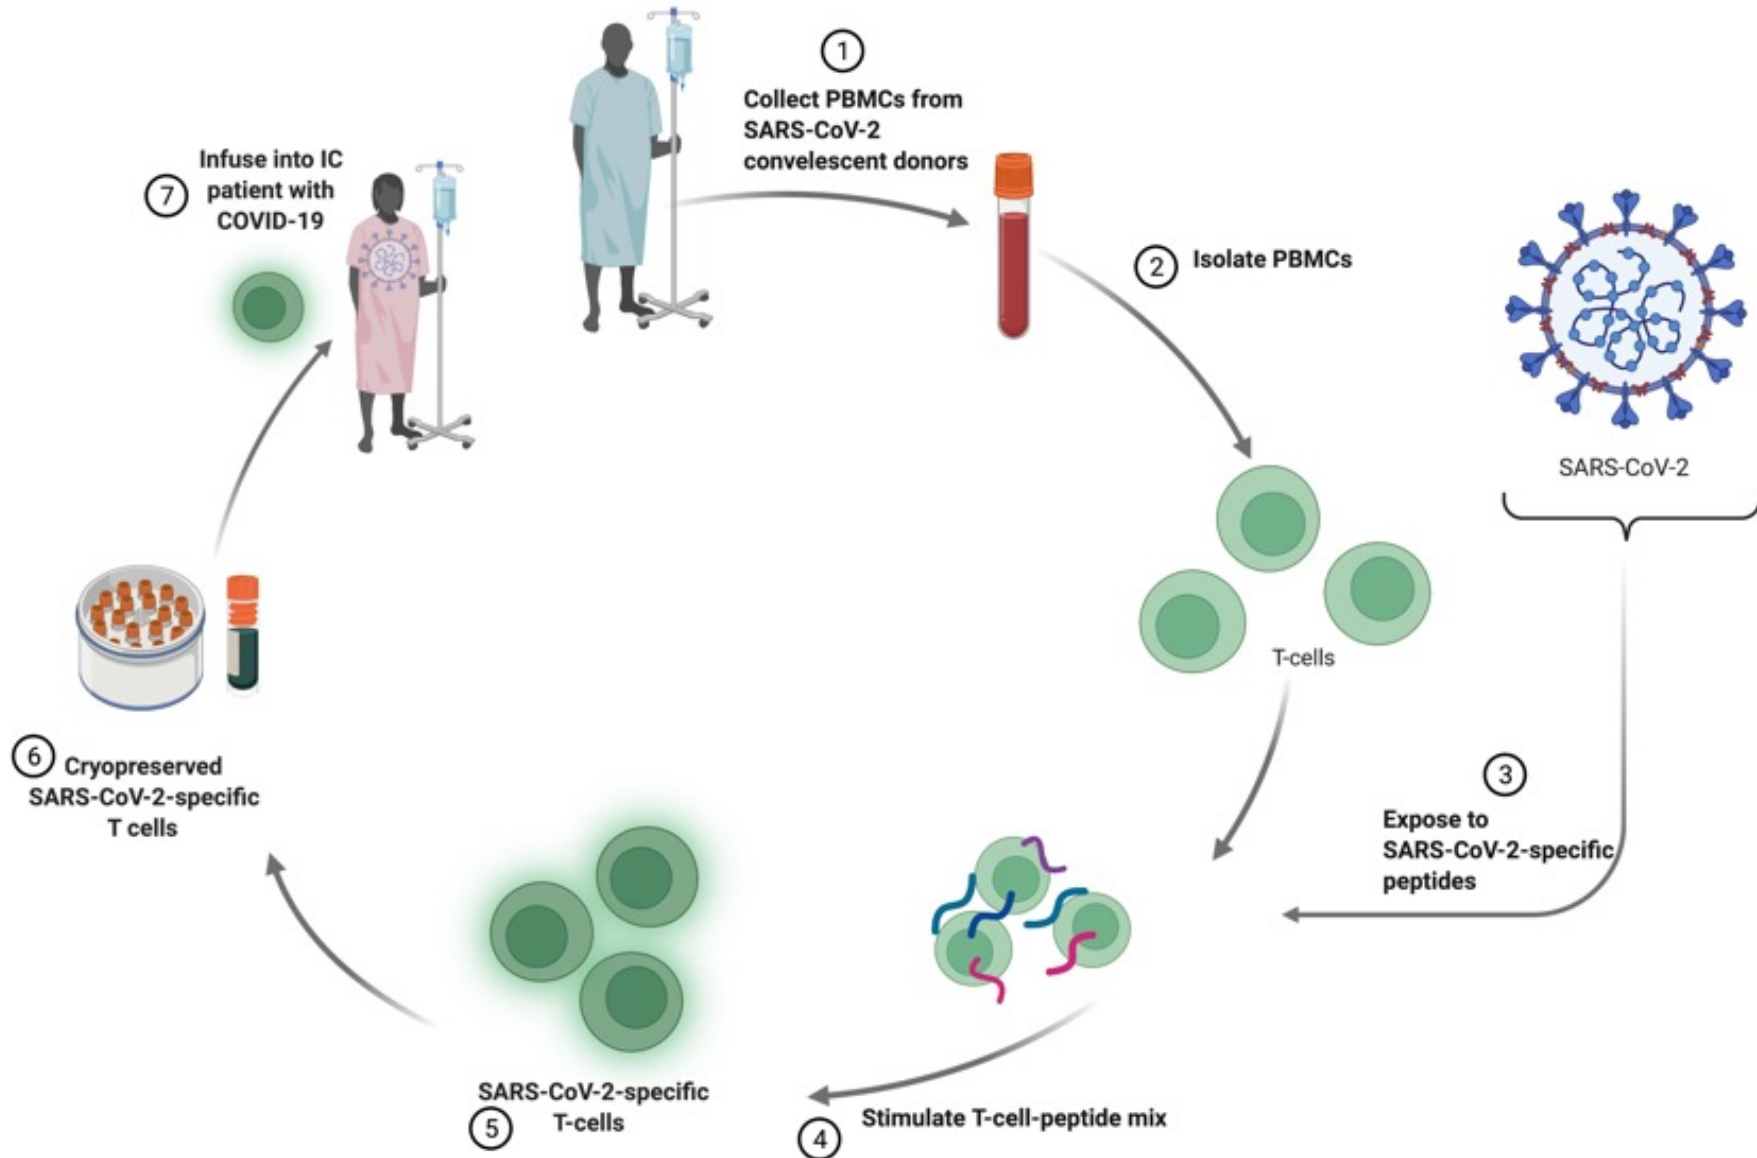 1
Collect PBMCs from
SARS-CoV-2
convelescent donors
2
Isolate PBMCs
SARS-CoV-2
T-cells
3
Expose to
SARS-CoV-2-specific
peptides
4
Stimulate T-cell-peptide mix
SARS-CoV-2-specific
5
T-cells
6
Cryopreserved
SARS-CoV-2-specific
T cells
7
Infuse into IC
patient with
COVID-19